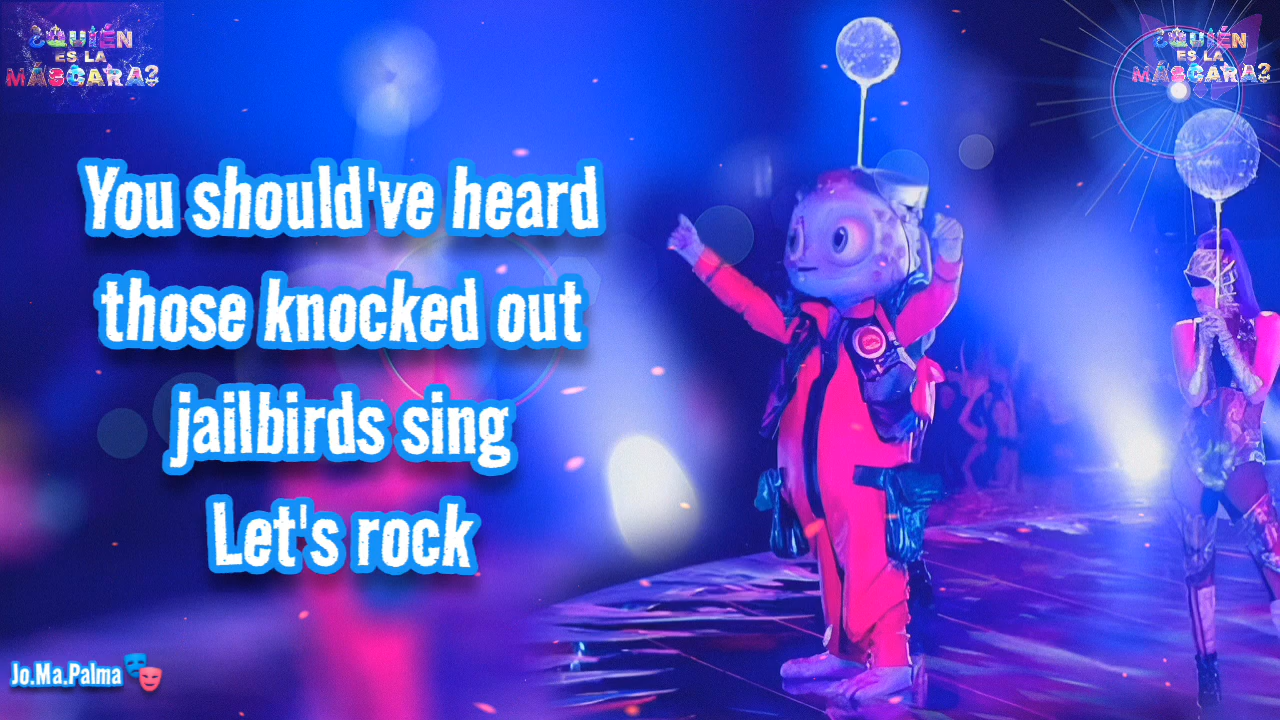 ¿QUIÉN
ES LA
MÁSCARA?
¿QUIÉN
ES LA
MÁSCARA?
You should've heard
those knocked out
jailbirds sing
Let's rock
Jo.Ma.Palma